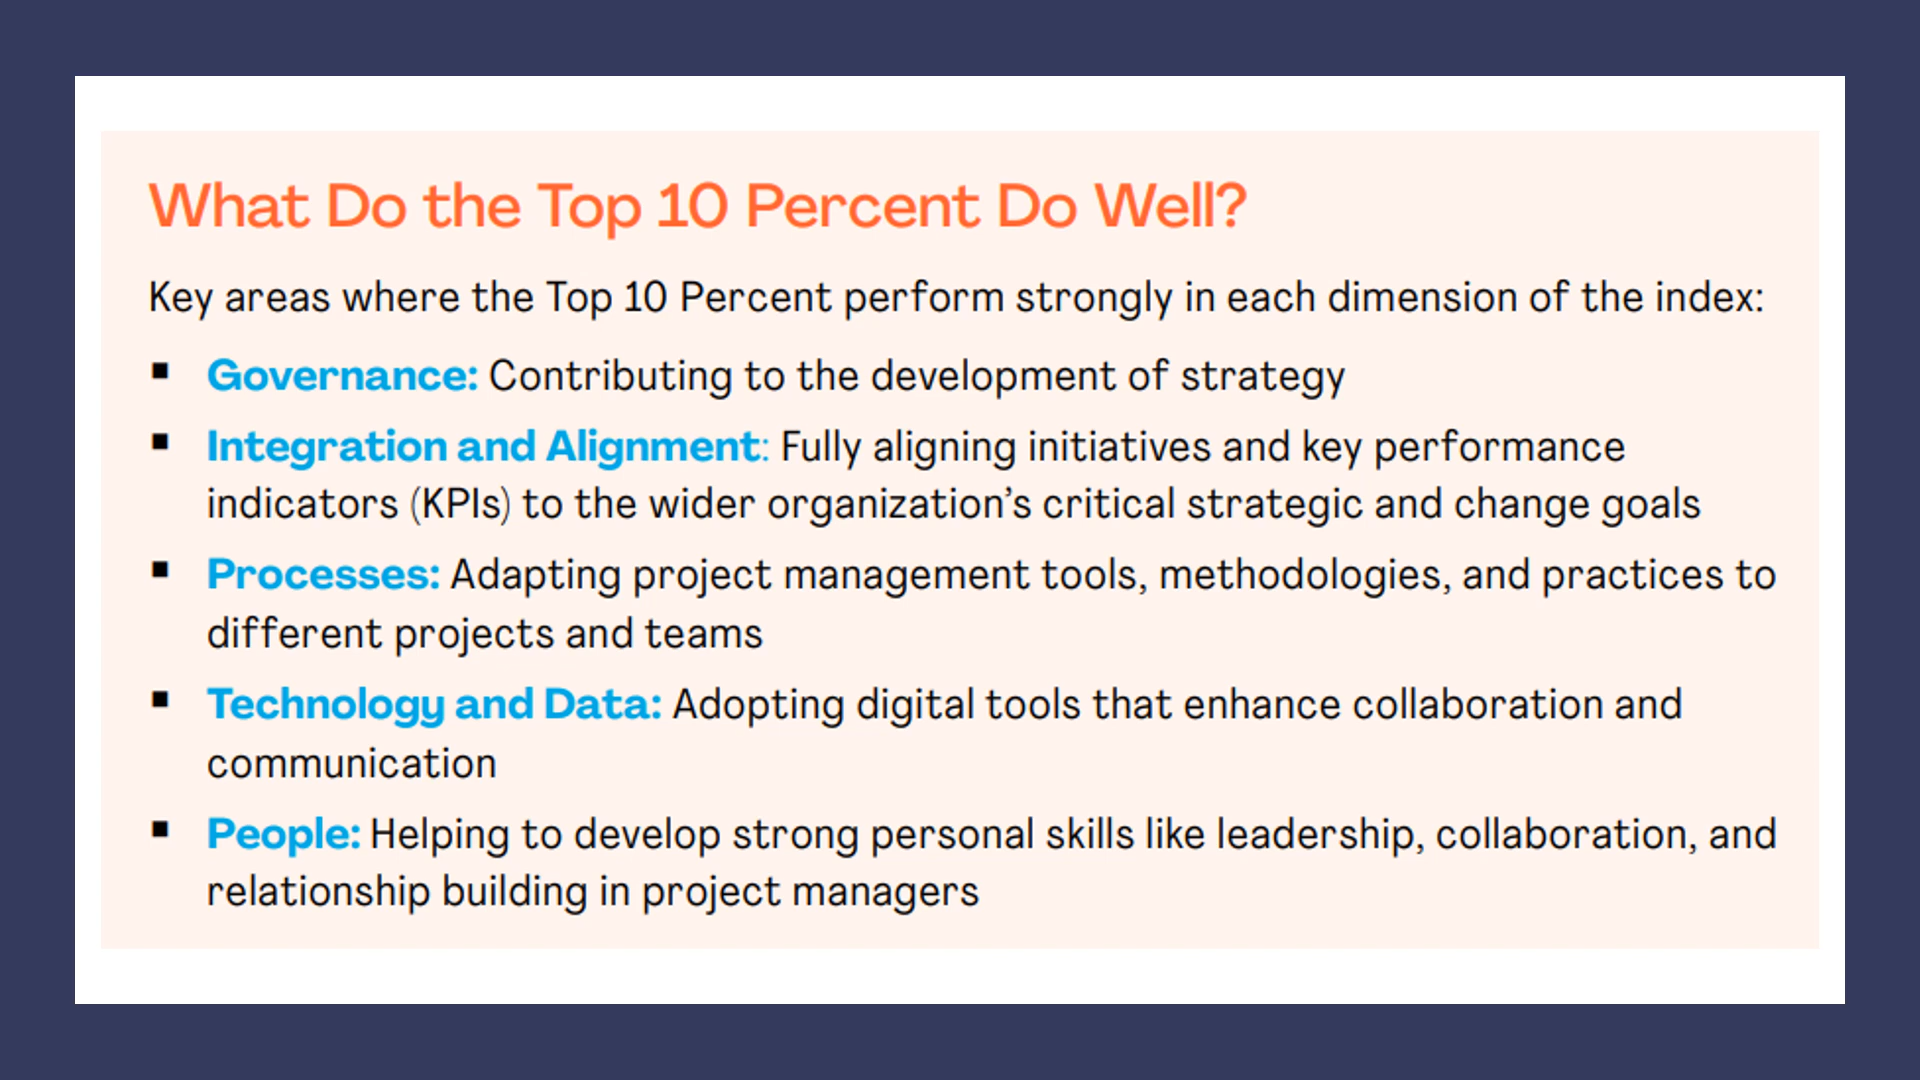 What Do the Top 10 Percent Do Well?
Key areas where the Top 10 Percent perform strongly in each dimension of the index:
▪ Governance: Contributing to the development of strategy
▪ Integration and Alignment: Fully aligning initiatives and key performance
indicators (KPIs) to the wider organization’s critical strategic and change goals
▪ Processes: Adapting project management tools, methodologies, and practices to
different projects and teams
▪ Technology and Data: Adopting digital tools that enhance collaboration and
communication
▪ People: Helping to develop strong personal skills like leadership, collaboration, and
relationship building in project managers